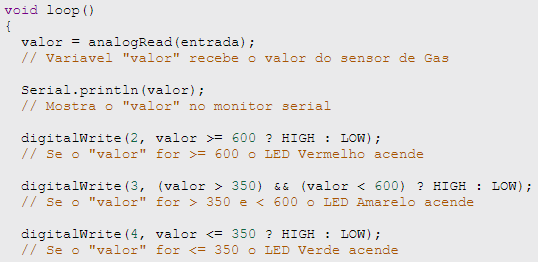 void loop()
{
valor = analogRead(entrada);
// Variavel "valor" recebe o valor do sensor de Gas
Serial.println(valor);
// Mostra o "valor" no monitor serial
digitalWrite(2, valor >= 600 ? HIGH : LOW);
// Se o "valor" for >= 600 o LED Vermelho acende
digitalWrite(3, (valor > 350) && (valor < 600) ? HIGH : LOW);
// Se o "valor" for > 350 e < 600 o LED Amarelo acende
digitalWrite(4, valor <= 350 ? HIGH : LOW);
// Se o "valor" for <= 350 o LED Verde acende